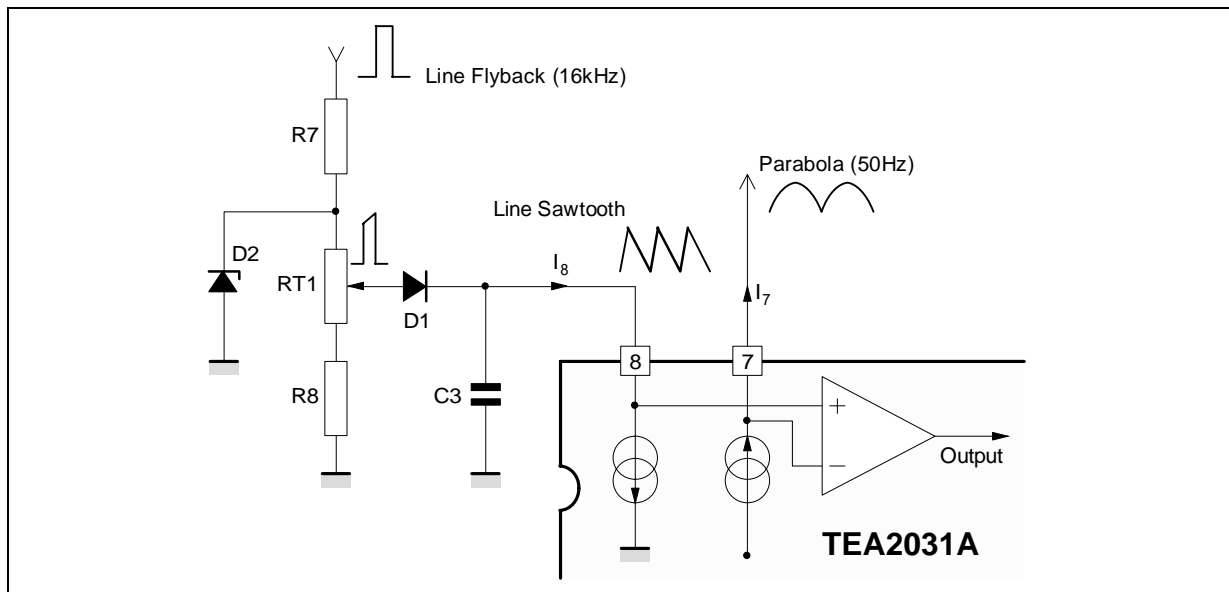 Line Flyback (16kHz)
R7
Parabola (50Hz)
Line Sawtooth
D2
RT1
I8
I7
D1
8
7
R8
C3
+
−
Output
TEA2031A